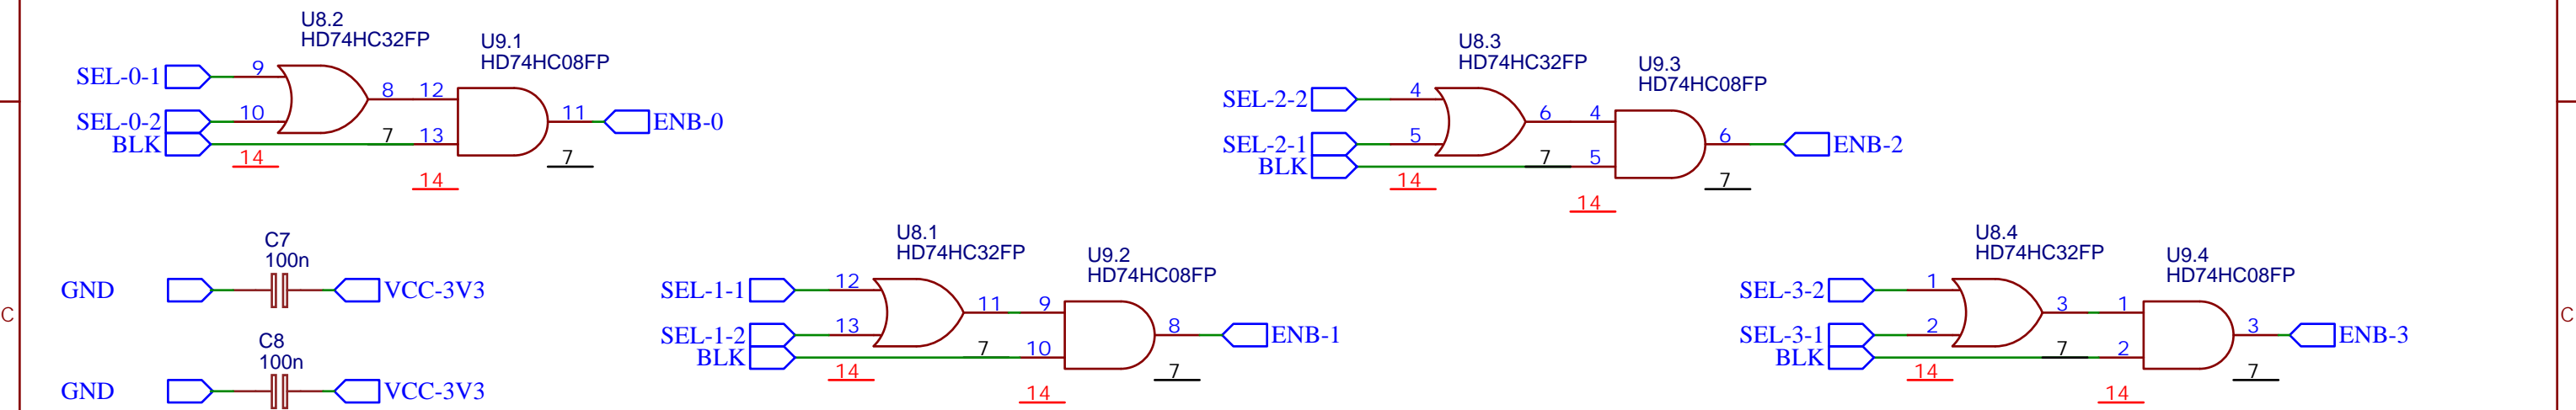 U8.2
HD74HC32FP
U9.1
HD74HC08FP
SEL-0-1
9
8
12
SEL-0-2
10
11
ENB-0
BLK
7
13
14
7
14
U8.3
HD74HC32FP
U9.3
HD74HC08FP
SEL-2-2
4
6
4
SEL-2-1
5
6
ENB-2
BLK
7
5
14
7
14
C7
100n
GND
VCC-3V3
C8
100n
GND
VCC-3V3
U8.1
HD74HC32FP
U9.2
HD74HC08FP
SEL-1-1
12
11
9
SEL-1-2
13
8
ENB-1
BLK
7
10
14
7
14
U8.4
HD74HC32FP
U9.4
HD74HC08FP
SEL-3-2
1
3
1
SEL-3-1
2
3
ENB-3
BLK
7
2
14
7
14
C
C